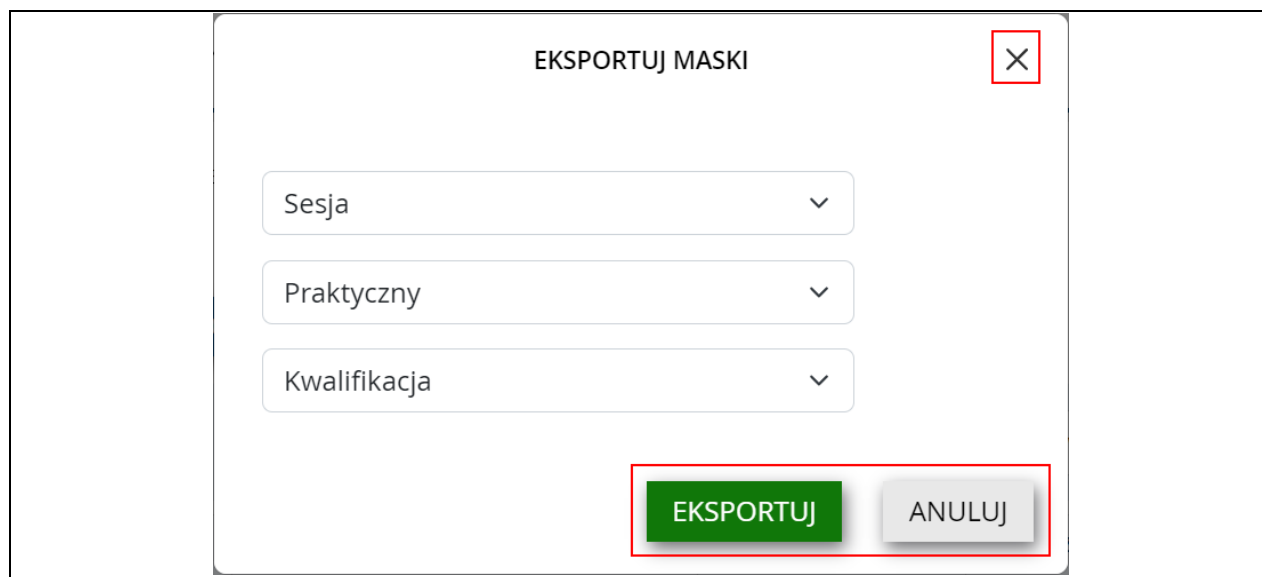 EKSPORTUJ MASKI
Sesja
Praktyczny
Kwalifikacja
EKSPORTUJ ANULUJ